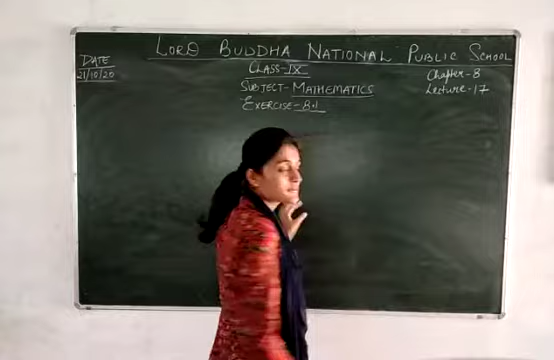 LORD BUDDHA NATIONAL PUBLIC SCHOOL
DATE
21/10/20
CLASS-IX
SUBJECT-MATHEMATICS
EXERCISE-8.1
Chapter-8
Lecture-17